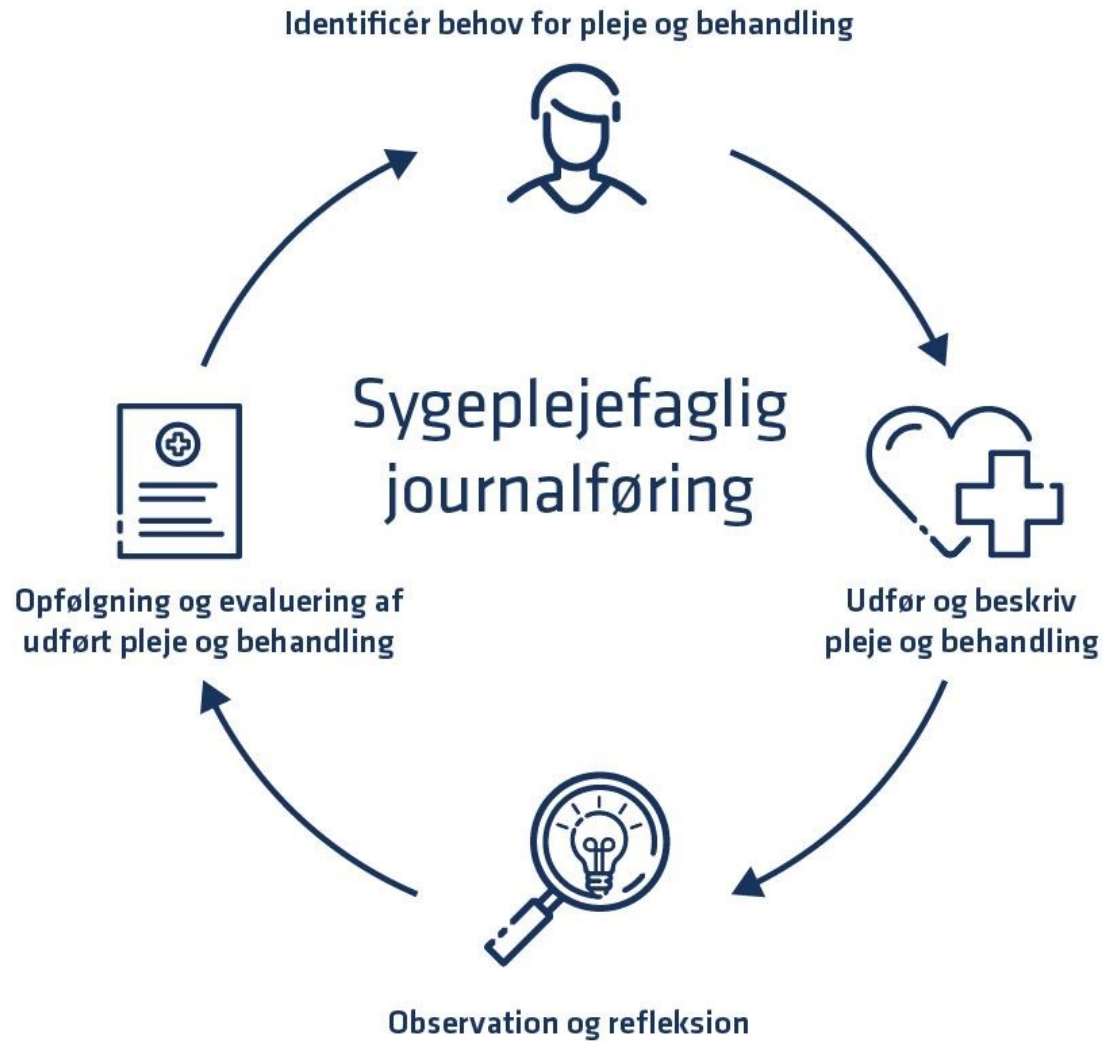 Identificér behov for pleje og behandling
Sygeplejefaglig
journalføring
Udfør og beskriv
pleje og behandling
Observation og refleksion
Opfølgning og evaluering af
udført pleje og behandling